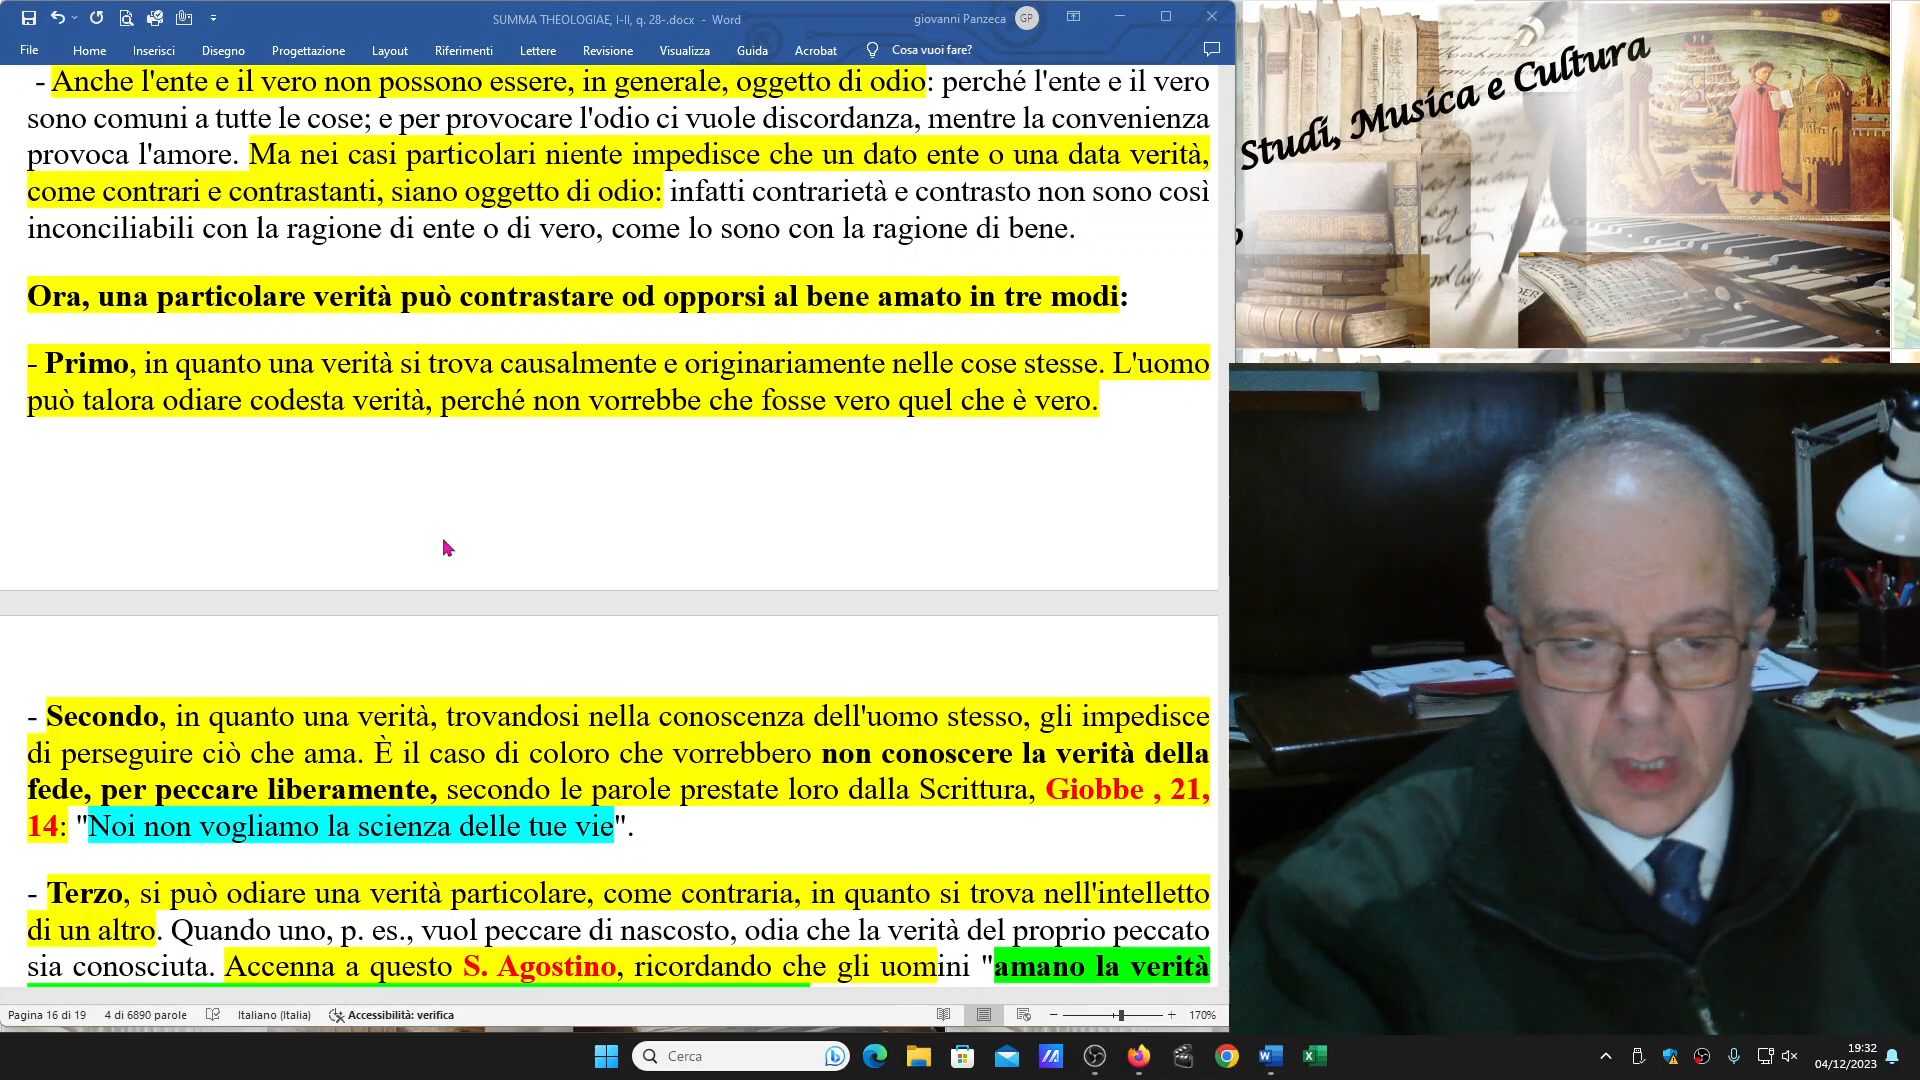 SUMMA THEOLOGIAE, I-II, q. 28-.docx - Word
giovanni Panzeca
GP
File Home Inserisci Disegno Progettazione Layout Riferimenti Lettere Revisione Visualizza Guida Acrobat Cosa vuoi fare?
- Anche l'ente e il vero non possono essere, in generale, oggetto di odio: perché l'ente e il vero
sono comuni a tutte le cose; e per provocare l'odio ci vuole discordanza, mentre la convenienza
provoca l'amore. Ma nei casi particolari niente impedisce che un dato ente o una data verità,
come contrari e contrastanti, siano oggetto di odio: infatti contrarietà e contrasto non sono così
inconciliabili con la ragione di ente o di vero, come lo sono con la ragione di bene.
Ora, una particolare verità può contrastare od opporsi al bene amato in tre modi:
- Primo, in quanto una verità si trova causalmente e originariamente nelle cose stesse. L'uomo
può talora odiare codesta verità, perché non vorrebbe che fosse vero quel che è vero.
- Secondo, in quanto una verità, trovandosi nella conoscenza dell'uomo stesso, gli impedisce
di perseguire ciò che ama. È il caso di coloro che vorrebbero non conoscere la verità della
fede, per peccare liberamente, secondo le parole prestate loro dalla Scrittura, Giobbe , 21,
14: "Noi non vogliamo la scienza delle tue vie".
- Terzo, si può odiare una verità particolare, come contraria, in quanto si trova nell'intelletto
di un altro. Quando uno, p. es., vuol peccare di nascosto, odia che la verità del proprio peccato
sia conosciuta. Accenna a questo S. Agostino, ricordando che gli uomini "amano la verità
Pagina 16 di 19 4 di 6890 parole Italiano (Italia) Accessibilità: verifica 170%
Studi, Musica e Cultura
Cerca
19:32
04/12/2023